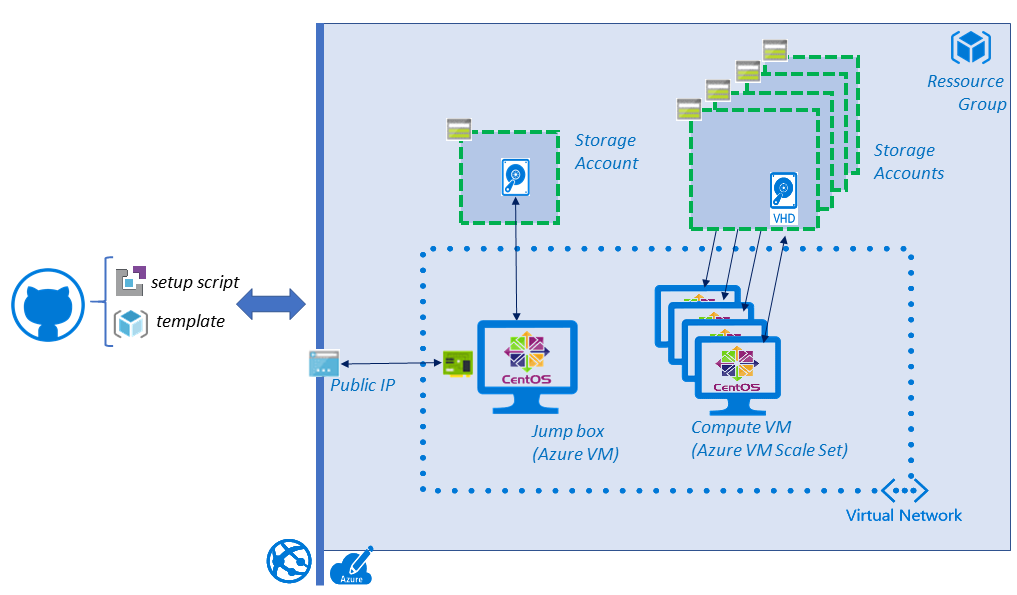 Ressource
Group
Storage
Account
Storage
Accounts
VHD
setup script
template
Public IP
CentOS
CentOS
Jump box
(Azure VM)
Compute VM
(Azure VM Scale Set)
Virtual Network
Azure